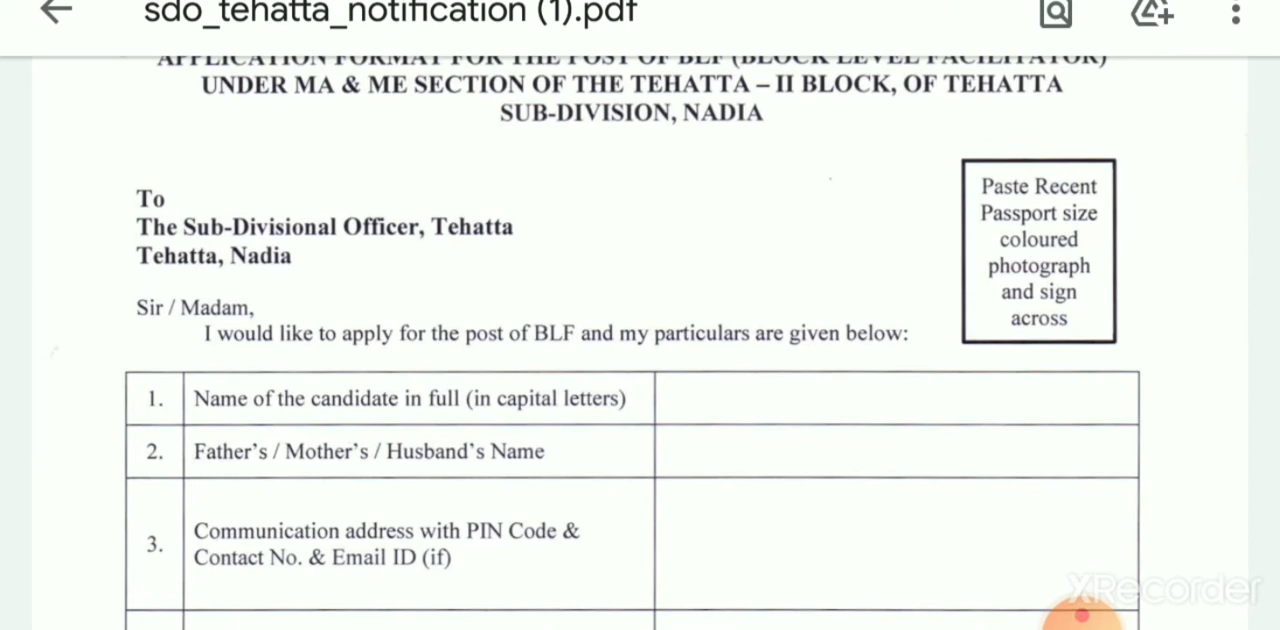 sdo_tehatta_notification (1).pdf
APPLICATION FORMAT FOR THE POST OF BLF (BLOCK LEVEL FACILITATOR)
UNDER MA & ME SECTION OF THE TEHATTA – II BLOCK, OF TEHATTA
SUB-DIVISION, NADIA
To
The Sub-Divisional Officer, Tehatta
Tehatta, Nadia
Paste Recent
Passport size
coloured
photograph
and sign
across
Sir / Madam,
I would like to apply for the post of BLF and my particulars are given below:
1. Name of the candidate in full (in capital letters)
2. Father's / Mother's / Husband's Name
3. Communication address with PIN Code &
Contact No. & Email ID (if)
XRecorder